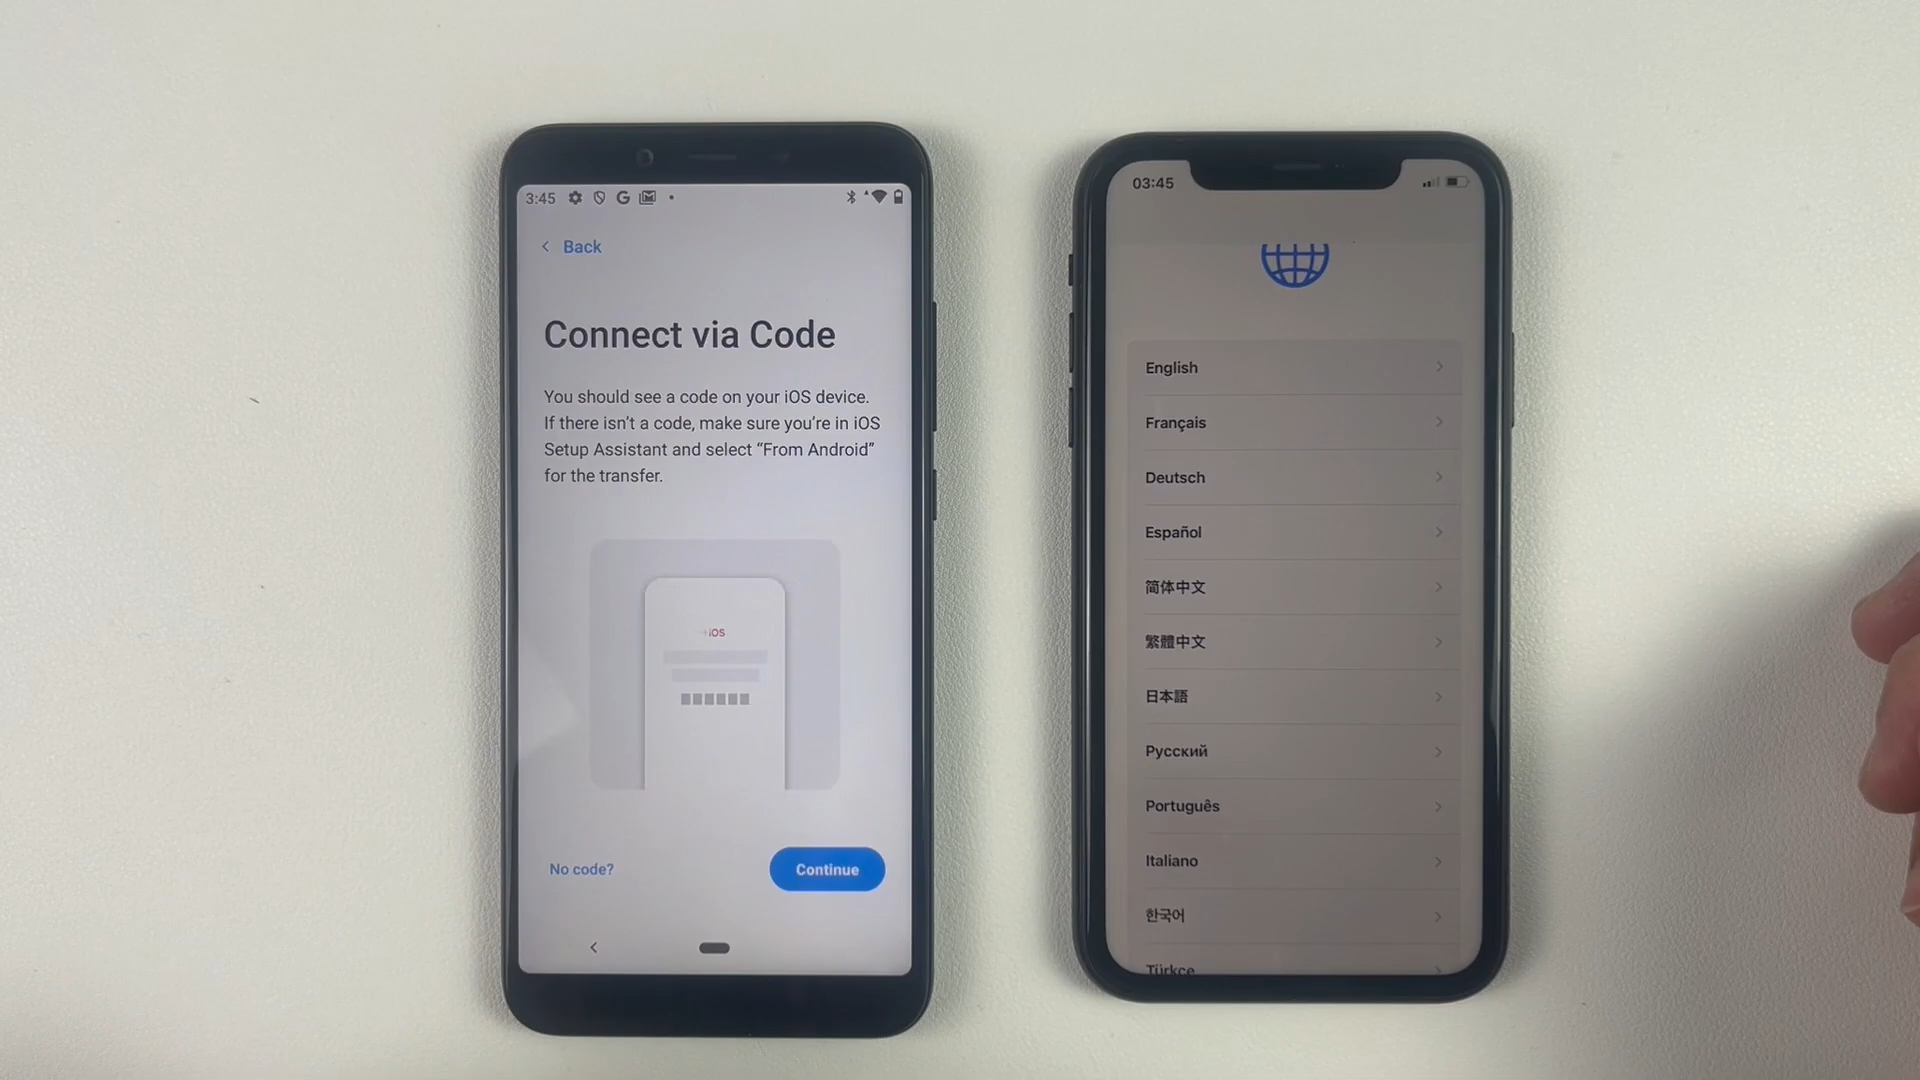 3:45
Back
Connect via Code
You should see a code on your iOS device.
If there isn't a code, make sure you're in iOS
Setup Assistant and select “From Android”
for the transfer.
iOS
No code?
Continue
03:45
English
Français
Deutsch
Español
简体中文
繁體中文
日本語
Русский
Português
Italiano
한국어
Türkçe